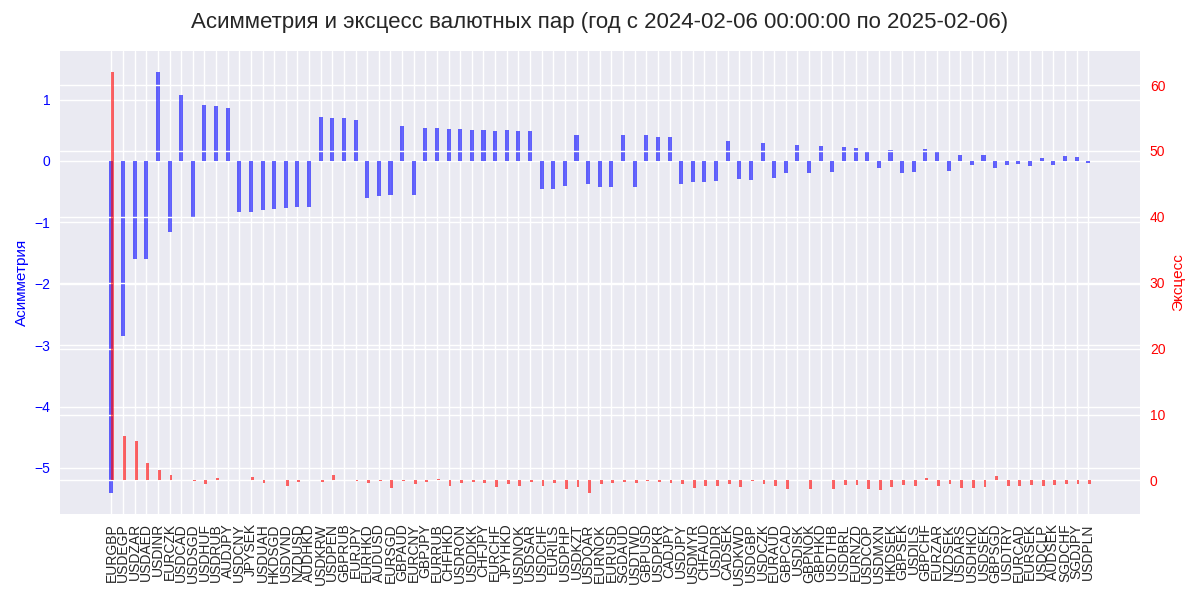 Асимметрия и эксцесс валютных пар (год с 2024-02-06 00:00:00 по 2025-02-06)
Асимметрия
1
0
−1
−2
−3
−4
−5
60
50
40
30
20
10
0
Эксцесс
EURGBP
USDEGP
USDZAR
USDAED
USDINR
EURCZK
USDCAD
USDSGD
USDHUF
USDRUB
AUDJPY
USDCNY
JPYSEK
USDUAH
HKDSGD
USDVND
NZDUSD
AUDHKD
USDKRW
USDPEN
GBPRUB
EURJPY
EURHKD
AUDUSD
EURSGD
GBPAUD
EURCNY
GBPJPY
EURRUB
CHFHKD
USDRON
USDDKK
CHFJPY
EURCHF
JPYHKD
USDNOK
USDSAR
USDCHF
EURILS
USDPHP
USDKZT
USDQAR
EURNOK
EURUSD
SGDAUD
USDTWD
GBPUSD
USDPKR
CADJPY
USDJPY
USDMYR
CHFAUD
USDIDR
CADSEK
USDKWD
USDGBP
USDCZK
EURAUD
GBPCAD
USDISK
GBPNOK
GBPHKD
USDTHB
USDBRL
EURNZD
USDCOP
USDMXN
HKDSEK
GBPSEK
USDILS
GBPCHF
EURZAR
NZDSEK
USDARS
USDHKD
USDSEK
GBPSGD
USDTRY
EURCAD
EURSEK
USDCLP
AUDSEK
SGDCHF
SGDJPY
USDPLN